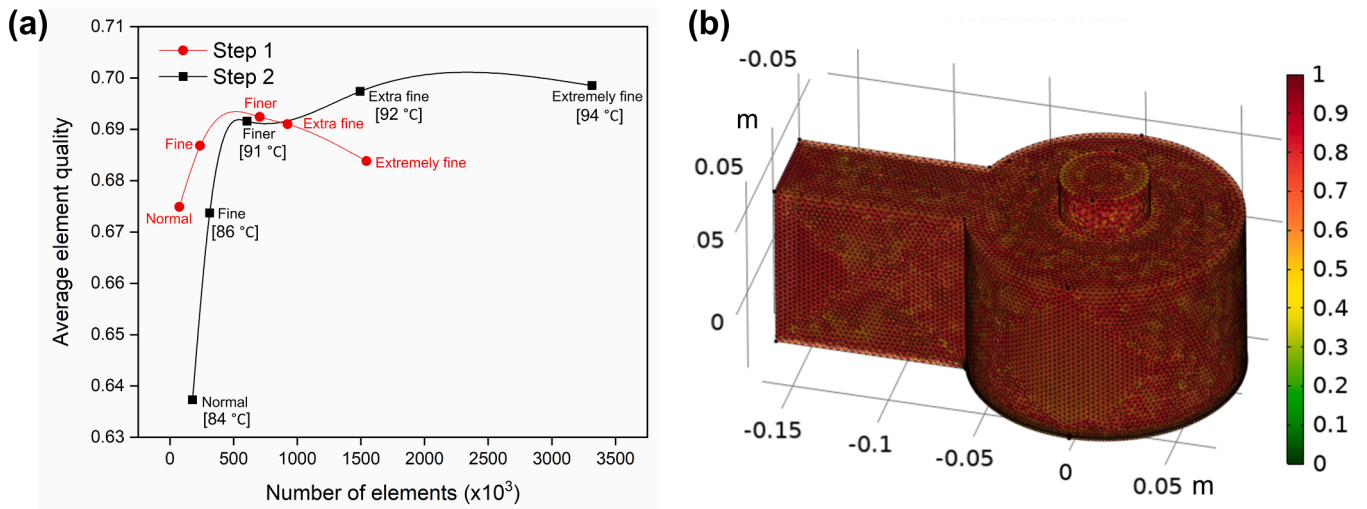 (a)
0.71
0.70
0.69
0.68
0.67
0.66
0.65
0.64
0.63
Average element quality
Step 1
Step 2
Normal
Fine
Finer
Extra fine
Extremely fine
Normal
[84 °C]
Fine
[86 °C]
Finer
[91 °C]
Extra fine
[92 °C]
Extremely fine
[94 °C]
0 500 1000 1500 2000 2500 3000 3500
Number of elements (x10³)
(b)
-0.05
m
0.05
.05
0
-0.15
-0.1
-0.05
0
0.05 m
1
0.9
0.8
0.7
0.6
0.5
0.4
0.3
0.2
0.1
0